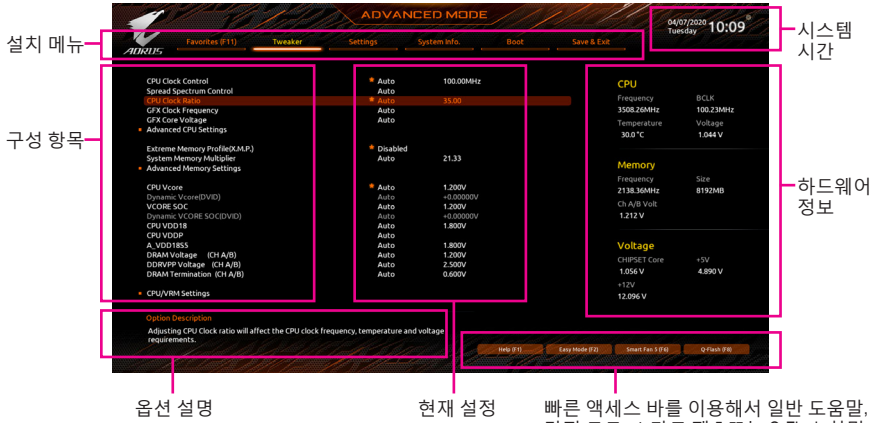 ADVANCED MODE
04/07/2020
Tuesday
10:09
AORUS
Favorites (F11) Tweaker Settings System Info. Boot Save & Exit
설치 메뉴
시스템
시간
구성 항목
CPU Clock Control Auto 100.00MHz
Spread Spectrum Control Auto
CPU Clock Ratio Auto 35.00
GFX Clock Frequency Auto
GFX Core Voltage Auto
Advanced CPU Settings
Extreme Memory Profile(X.M.P.) Disabled
System Memory Multiplier Auto 21.33
Advanced Memory Settings
CPU Vcore Auto 1.200V
Dynamic Vcore(DVID) Auto +0.00000V
VCORE SOC Auto 1.200V
Dynamic VCORE SOC(DVID) Auto +0.00000V
CPU VDD18 Auto 1.800V
CPU VDDP Auto
A_VDD18S5 Auto 1.800V
DRAM Voltage (CH A/B) Auto 1.200V
DDRVPP Voltage (CH A/B) Auto 2.500V
DRAM Termination (CH A/B) Auto 0.600V
CPU/VRM Settings
CPU
Frequency BCLK
3508.26MHz 100.23MHz
Temperature Voltage
30.0 °C 1.044 V
Memory
Frequency Size
2138.36MHz 8192MB
Ch A/B Volt
1.212 V
Voltage
CHIPSET Core +5V
1.056 V 4.890 V
+12V
12.096 V
하드웨어
정보
Option Description
Adjusting CPU Clock ratio will affect the CPU clock frequency, temperature and voltage
requirements.
Help (F1) Easy Mode (F2) Smart Fan 5 (F6) Q-Flash (F8)
옵션 설명
현재 설정
빠른 액세스 바를 이용해서 일반 도움말,